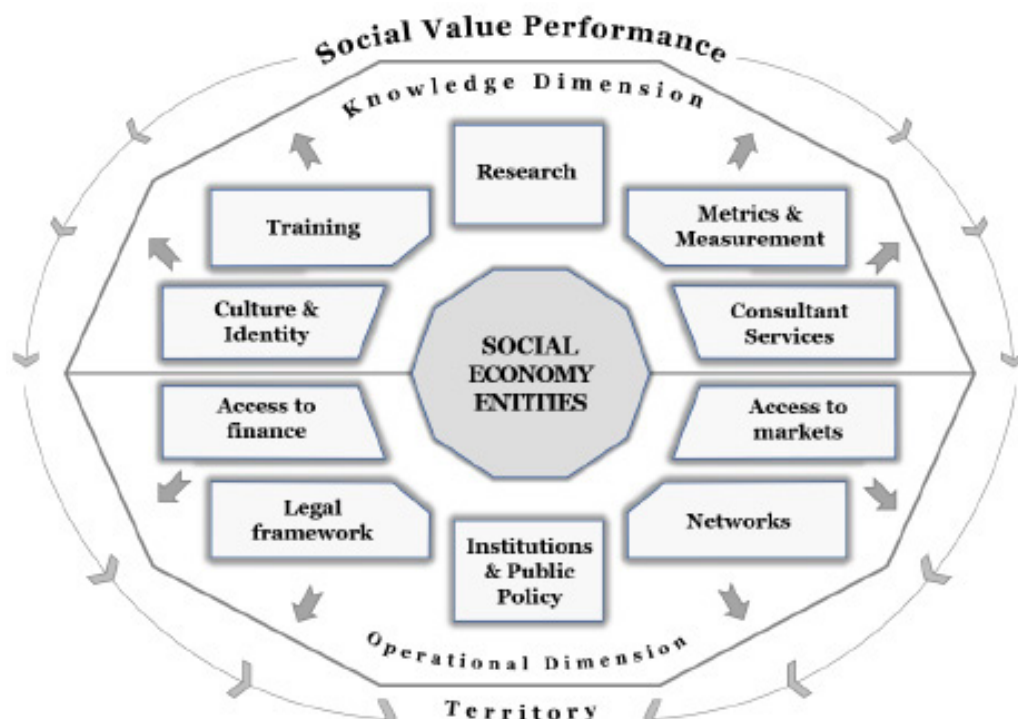 Social Value Performance
Knowledge Dimension
Research
Training
Metrics &
Measurement
Culture &
Identity
Consultant
Services
SOCIAL
ECONOMY
ENTITIES
Access to
finance
Access to
markets
Legal
framework
Networks
Institutions
& Public
Policy
Operational Dimension
Territory